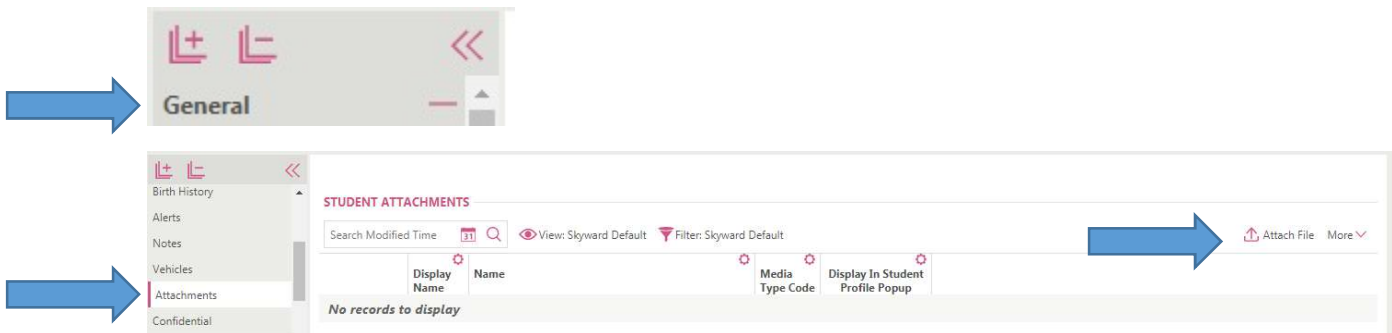 General
Birth History
Alerts
Notes
Vehicles
Attachments
Confidential
STUDENT ATTACHMENTS
Search Modified Time 31 View: Skyward Default Filter: Skyward Default Attach File More
Display Name Name Media Type Code Display In Student Profile Popup
No records to display